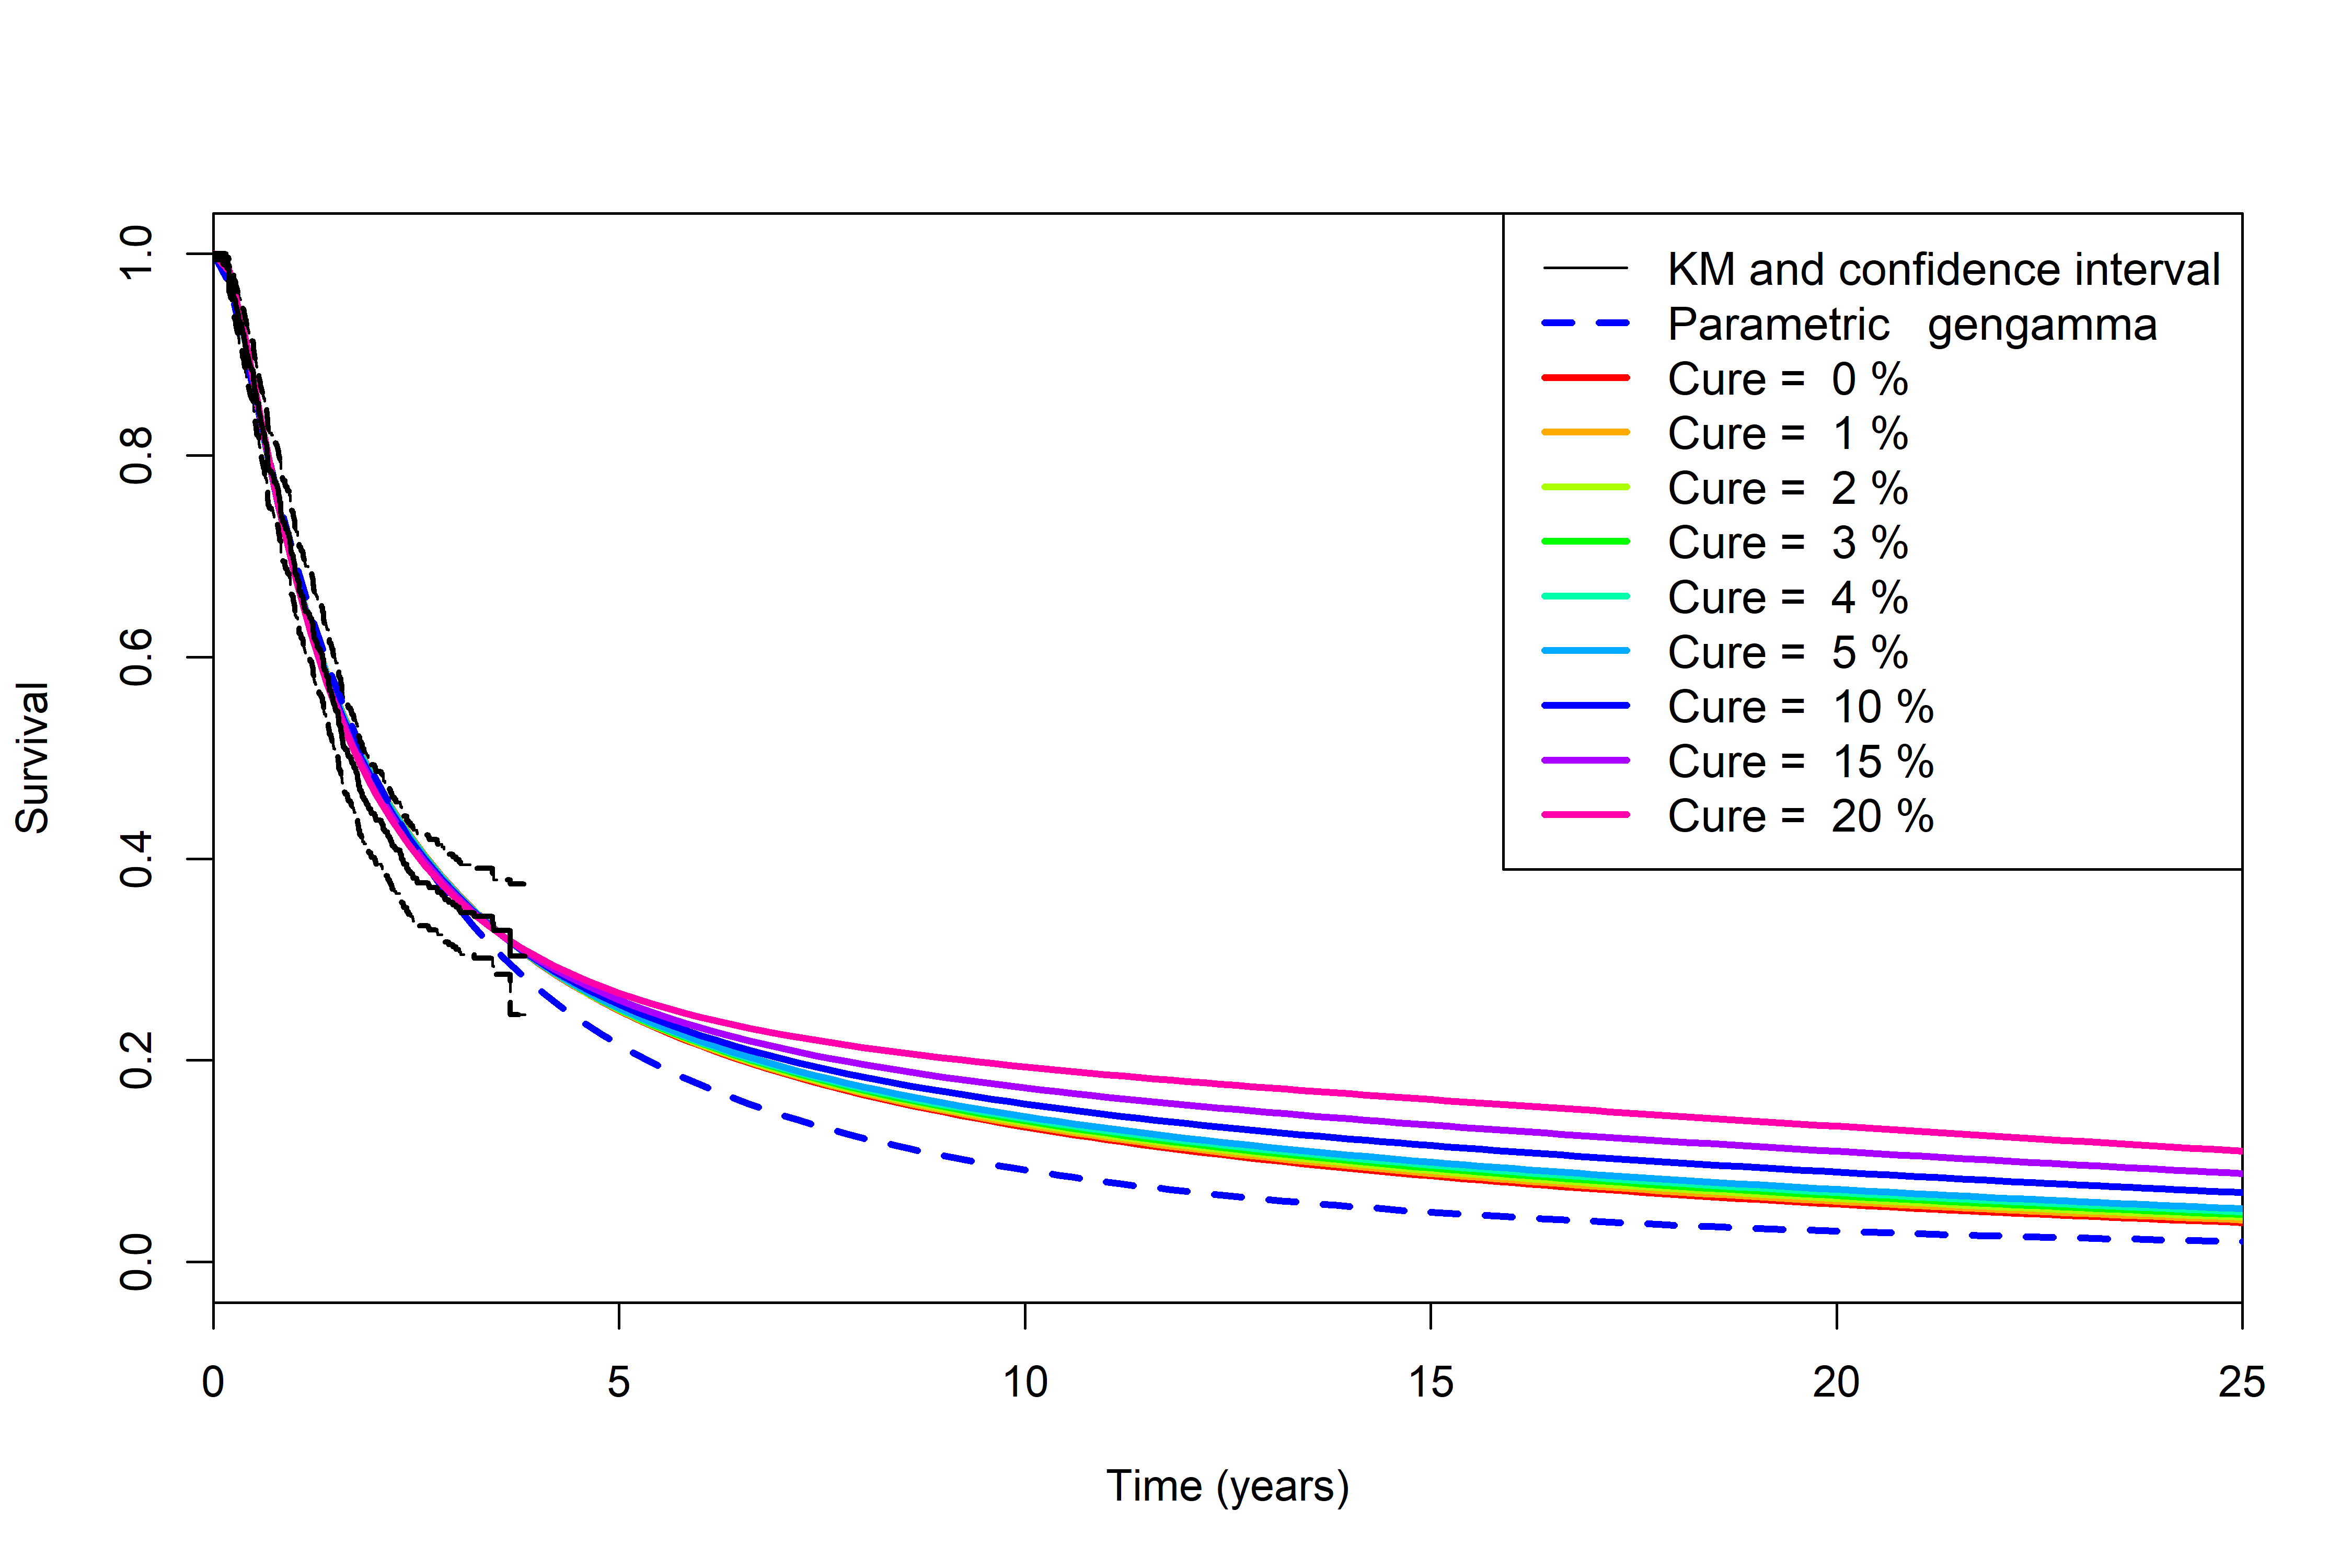 KM and confidence interval
Parametric   gengamma
Cure =  0 %
Cure =  1 %
Cure =  2 %
Cure =  3 %
Cure =  4 %
Cure =  5 %
Cure =  10 %
Cure =  15 %
Cure =  20 %
Survival
1.0
0.8
0.6
0.4
0.2
0.0
0 5 10 15 20 25
Time (years)